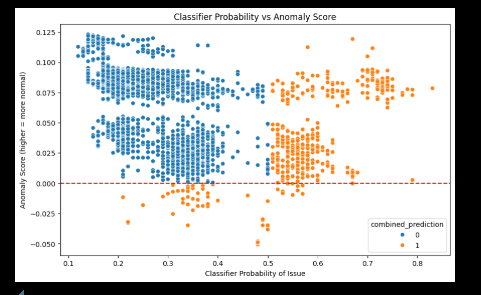 Classifier Probability vs Anomaly Score
Anomaly Score (higher = more normal)
0.125
0.100
0.075
0.050
0.025
0.000
−0.025
−0.050
0.1 0.2 0.3 0.4 0.5 0.6 0.7 0.8
Classifier Probability of Issue
combined_prediction
0
1